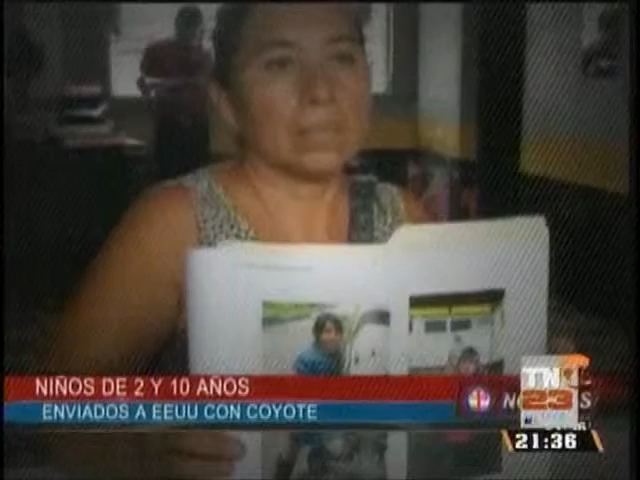 NIÑOS DE 2 Y 10 AÑOS
ENVIADOS A EEUU CON COYOTE
TN
23
21:36